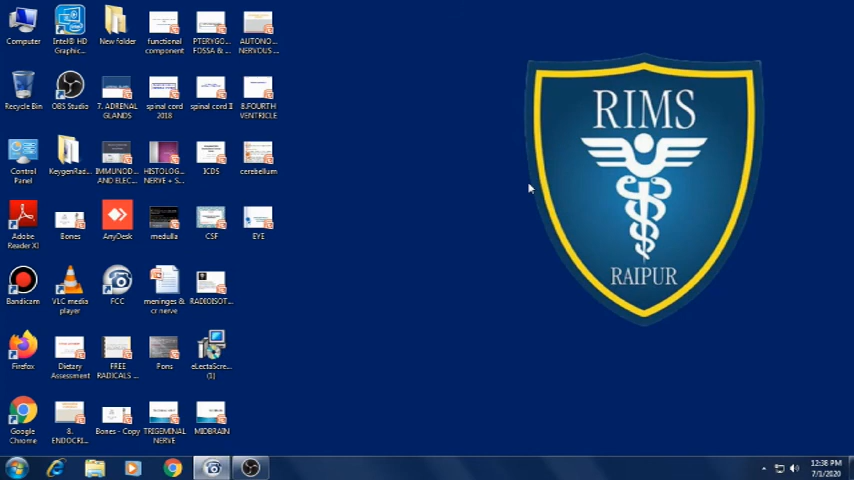 Computer
Intel® HD
Graphic...
New folder
functional
component
PTERYGO...
FOSSA & ...
AUTONO...
NERVOUS ...
Recycle Bin
OBS Studio
7. ADRENAL
GLANDS
spinal cord
2018
spinal cord II
8.FOURTH
VENTRICLE
Control
Panel
KeygenRad...
IMMUNOD...
AND ELEC...
HISTOLOG...
NERVE + S...
ICDS
cerebellum
Adobe
Reader XI
Bones
AnyDesk
medulla
CSF
EYE
Bandicam
VLC media
player
FCC
meninges &
cr nerve
RADIOISOT...
Firefox
Dietary
Assessment
FREE
RADICALS ...
Fons
eLectaScre...
(1)
Google
Chrome
8.
ENDOCRI...
Bones - Copy
TRIGEMINAL
NERVE
MIDBRAIN
RIMS
RAIPUR
12:38 PM
7/1/2020